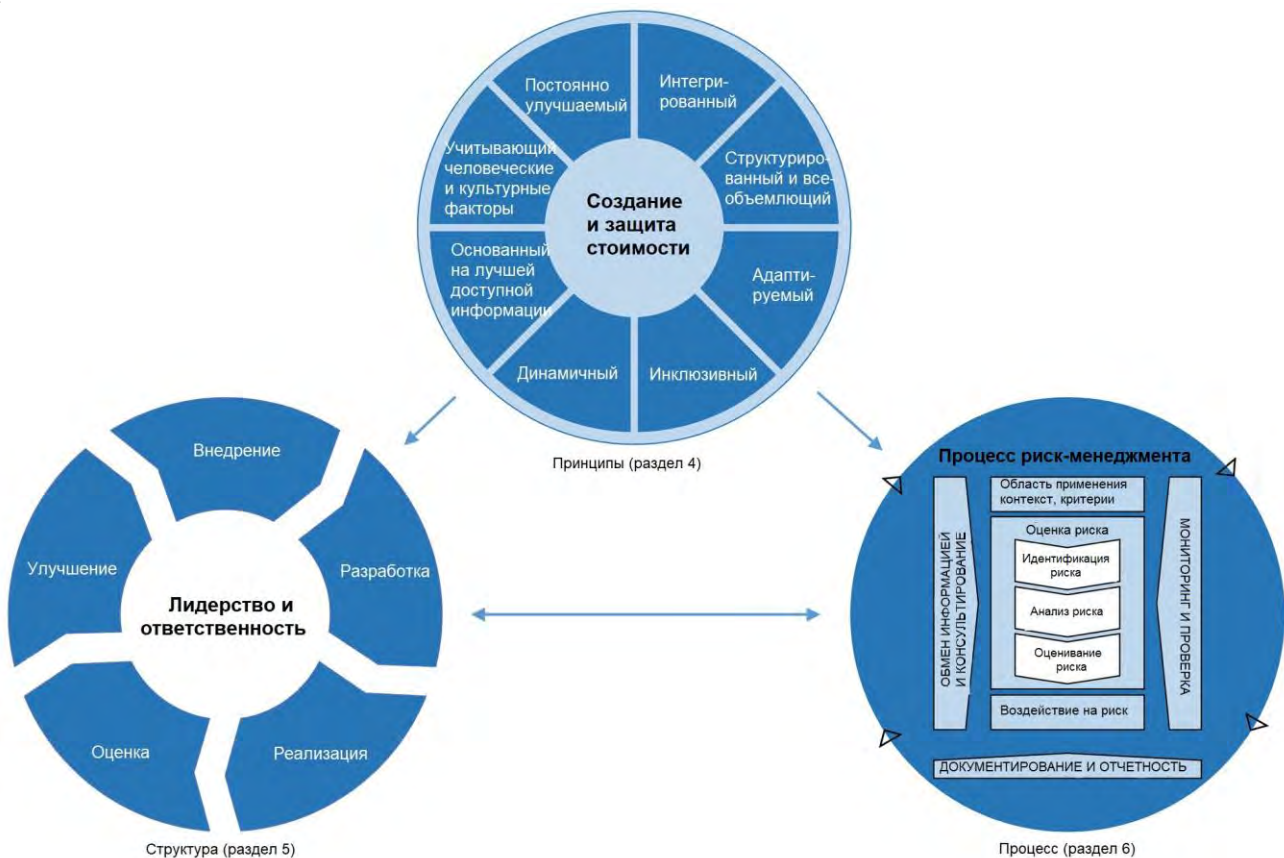 Постоянно
улучшаемый
Интегри-
рованный
Учитывающий
человеческие
и культурные
факторы
Структуриро-
ванный и все-
объемлющий
Создание
и защита
стоимости
Основанный
на лучшей
доступной
информации
Адапти-
руемый
Динамичный
Инклюзивный
Принципы (раздел 4)
Внедрение
Улучшение
Разработка
Лидерство и
ответственность
Оценка
Реализация
Структура (раздел 5)
Процесс риск-менеджмента
Область применения
контекст, критерии
Оценка риска
Идентификация
риска
Анализ риска
Оценивание
риска
Воздействие на риск
ОБМЕН ИНФОРМАЦИЕЙ
И КОНСУЛЬТИРОВАНИЕ
МОНИТОРИНГ И ПРОВЕРКА
ДОКУМЕНТИРОВАНИЕ И ОТЧЕТНОСТЬ
Процесс (раздел 6)